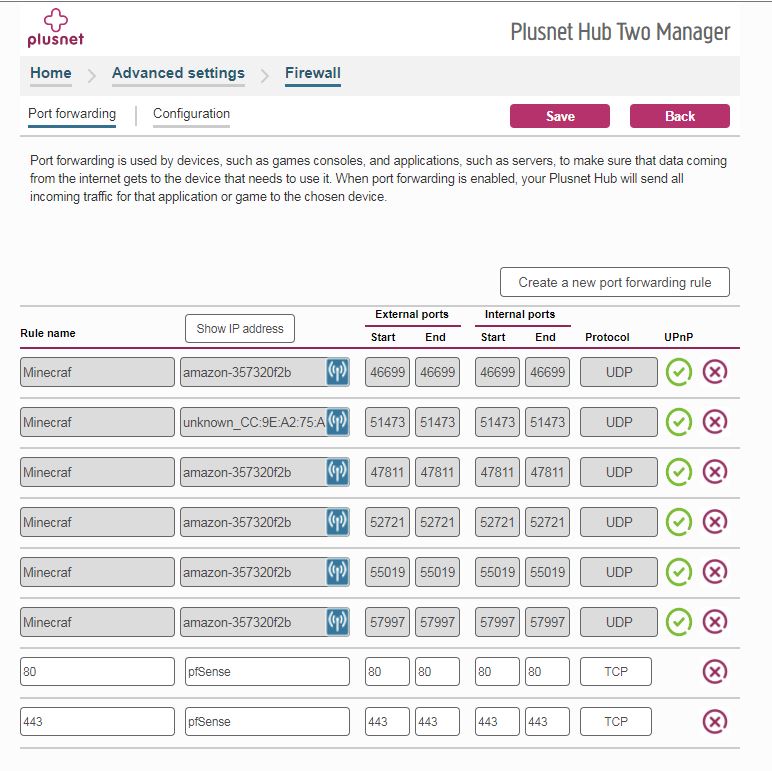 plusnet
Plusnet Hub Two Manager
Home Advanced settings Firewall
Port forwarding Configuration Save Back
Port forwarding is used by devices, such as games consoles, and applications, such as servers, to make sure that data coming
from the internet gets to the device that needs to use it. When port forwarding is enabled, your Plusnet Hub will send all
incoming traffic for that application or game to the chosen device.
Create a new port forwarding rule
External ports Internal ports
Rule name Show IP address Start End Start End Protocol UPnP
Minecraf amazon-357320f2b 46699 46699 46699 46699 UDP
Minecraf unknown_CC:9E:A2:75:A 51473 51473 51473 51473 UDP
Minecraf amazon-357320f2b 47811 47811 47811 47811 UDP
Minecraf amazon-357320f2b 52721 52721 52721 52721 UDP
Minecraf amazon-357320f2b 55019 55019 55019 55019 UDP
Minecraf amazon-357320f2b 57997 57997 57997 57997 UDP
80 pfSense 80 80 80 80 TCP
443 pfSense 443 443 443 443 TCP